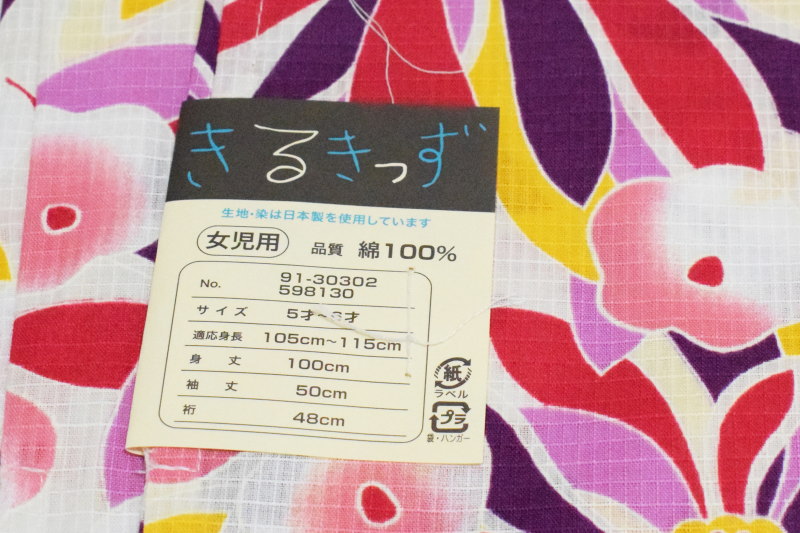 きるきっず
生地・染は日本製を使用しています
女児用 品質 綿100%
No. 91-30302
598130
サイズ 5才~6才
適応身長 105cm~115cm
身丈 100cm
袖丈 50cm
裄 48cm
紙
ラベル
プラ
袋・ハンガー